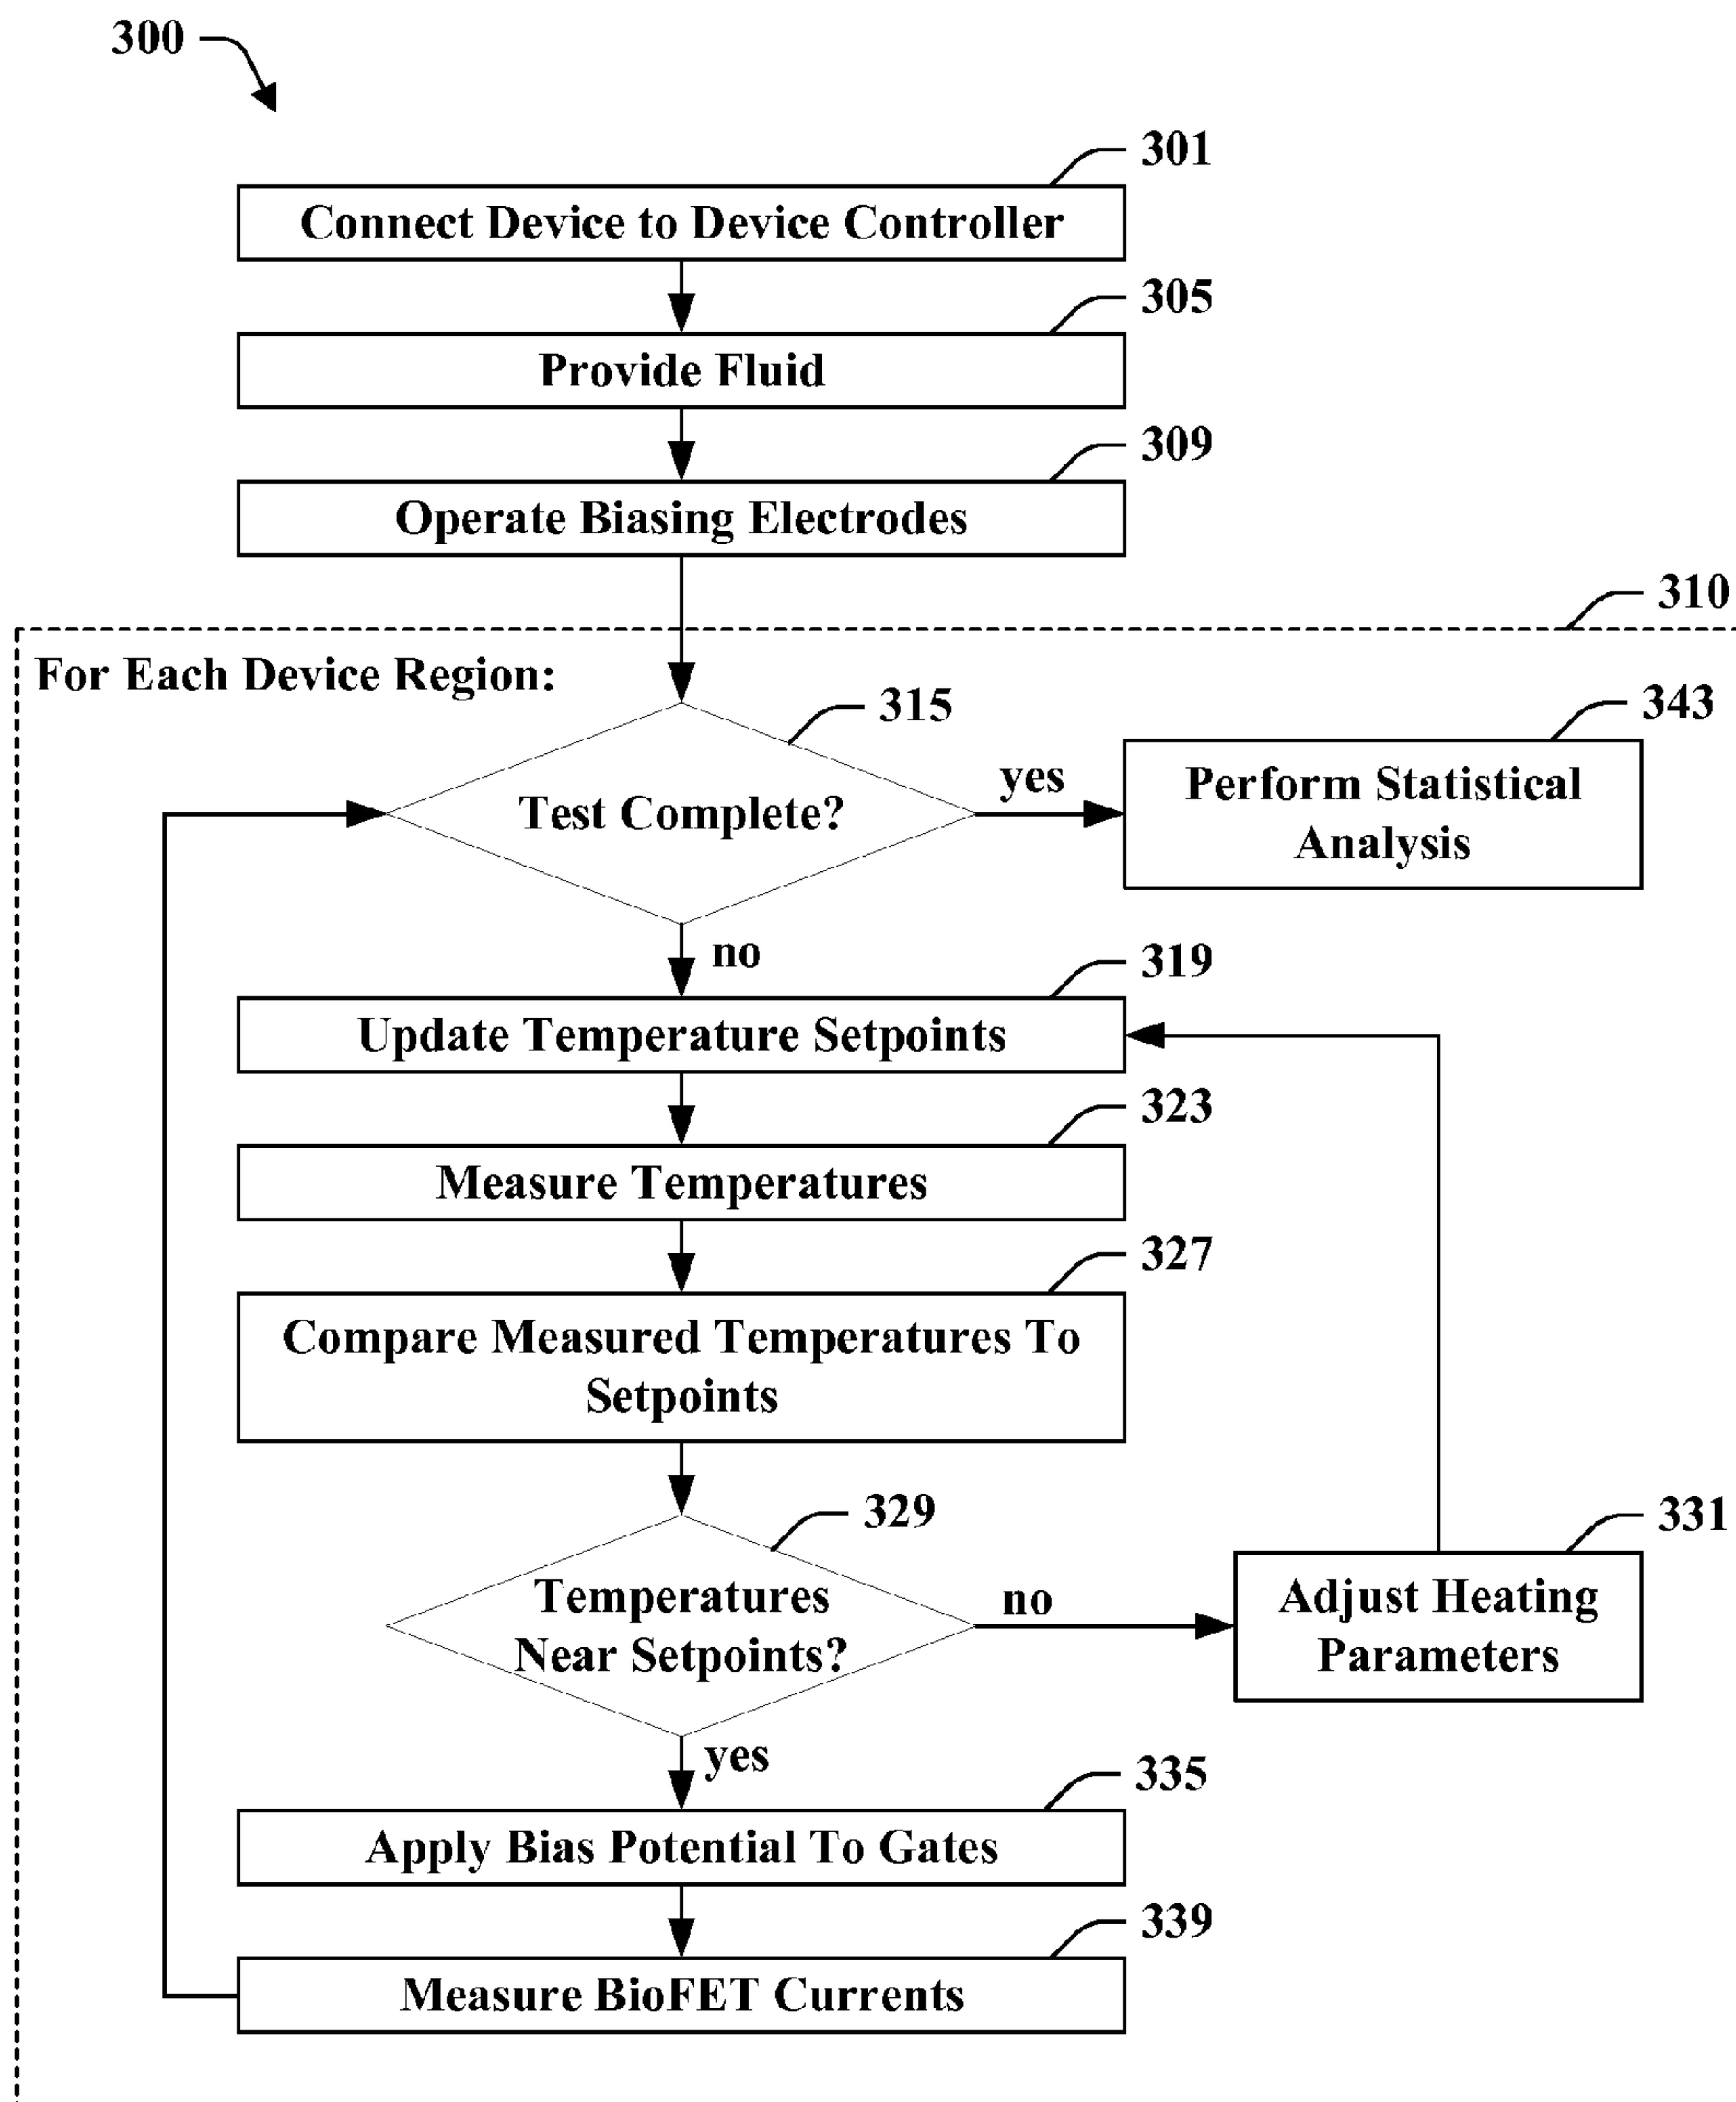 300
301
Connect Device to Device Controller
305
Provide Fluid
309
Operate Biasing Electrodes
310
For Each Device Region:
315
343
Test Complete?
yes
Perform Statistical
Analysis
no
319
Update Temperature Setpoints
323
Measure Temperatures
327
Compare Measured Temperatures To
Setpoints
329
331
Temperatures
Near Setpoints?
no
Adjust Heating
Parameters
yes
335
Apply Bias Potential To Gates
339
Measure BioFET Currents